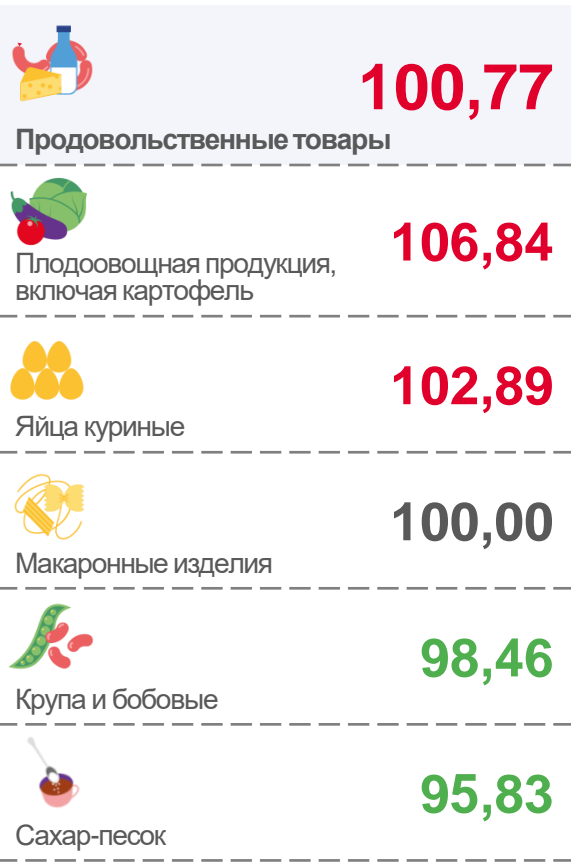 100,77
Продовольственные товары
106,84
Плодоовощная продукция,
включая картофель
102,89
Яйца куриные
100,00
Макаронные изделия
98,46
Крупа и бобовые
95,83
Сахар-песок